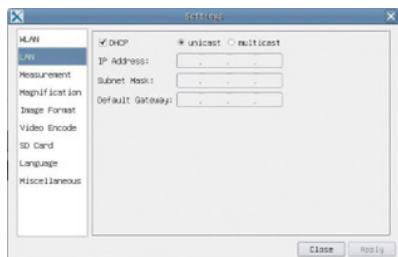 Settings
WLAN
LAN
Measurement
Magnification
Image Format
Video Encode
SD Card
Language
Miscellaneous
DHCP unicast multicast
IP Address:
Subnet Mask:
Default Gateway:
Close Apply